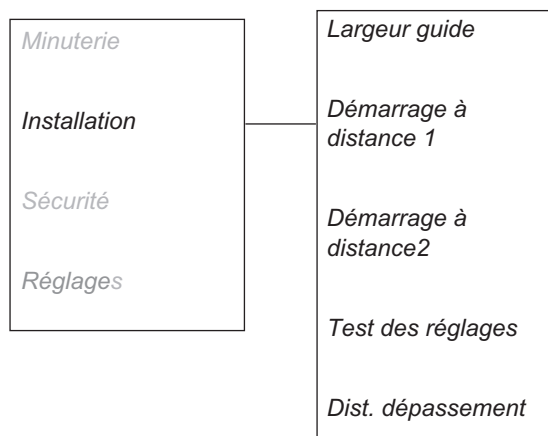 Minuterie
Installation
Sécurité
Réglages
Largeur guide
Démarrage à
distance 1
Démarrage à
distance2
Test des réglages
Dist. dépassement